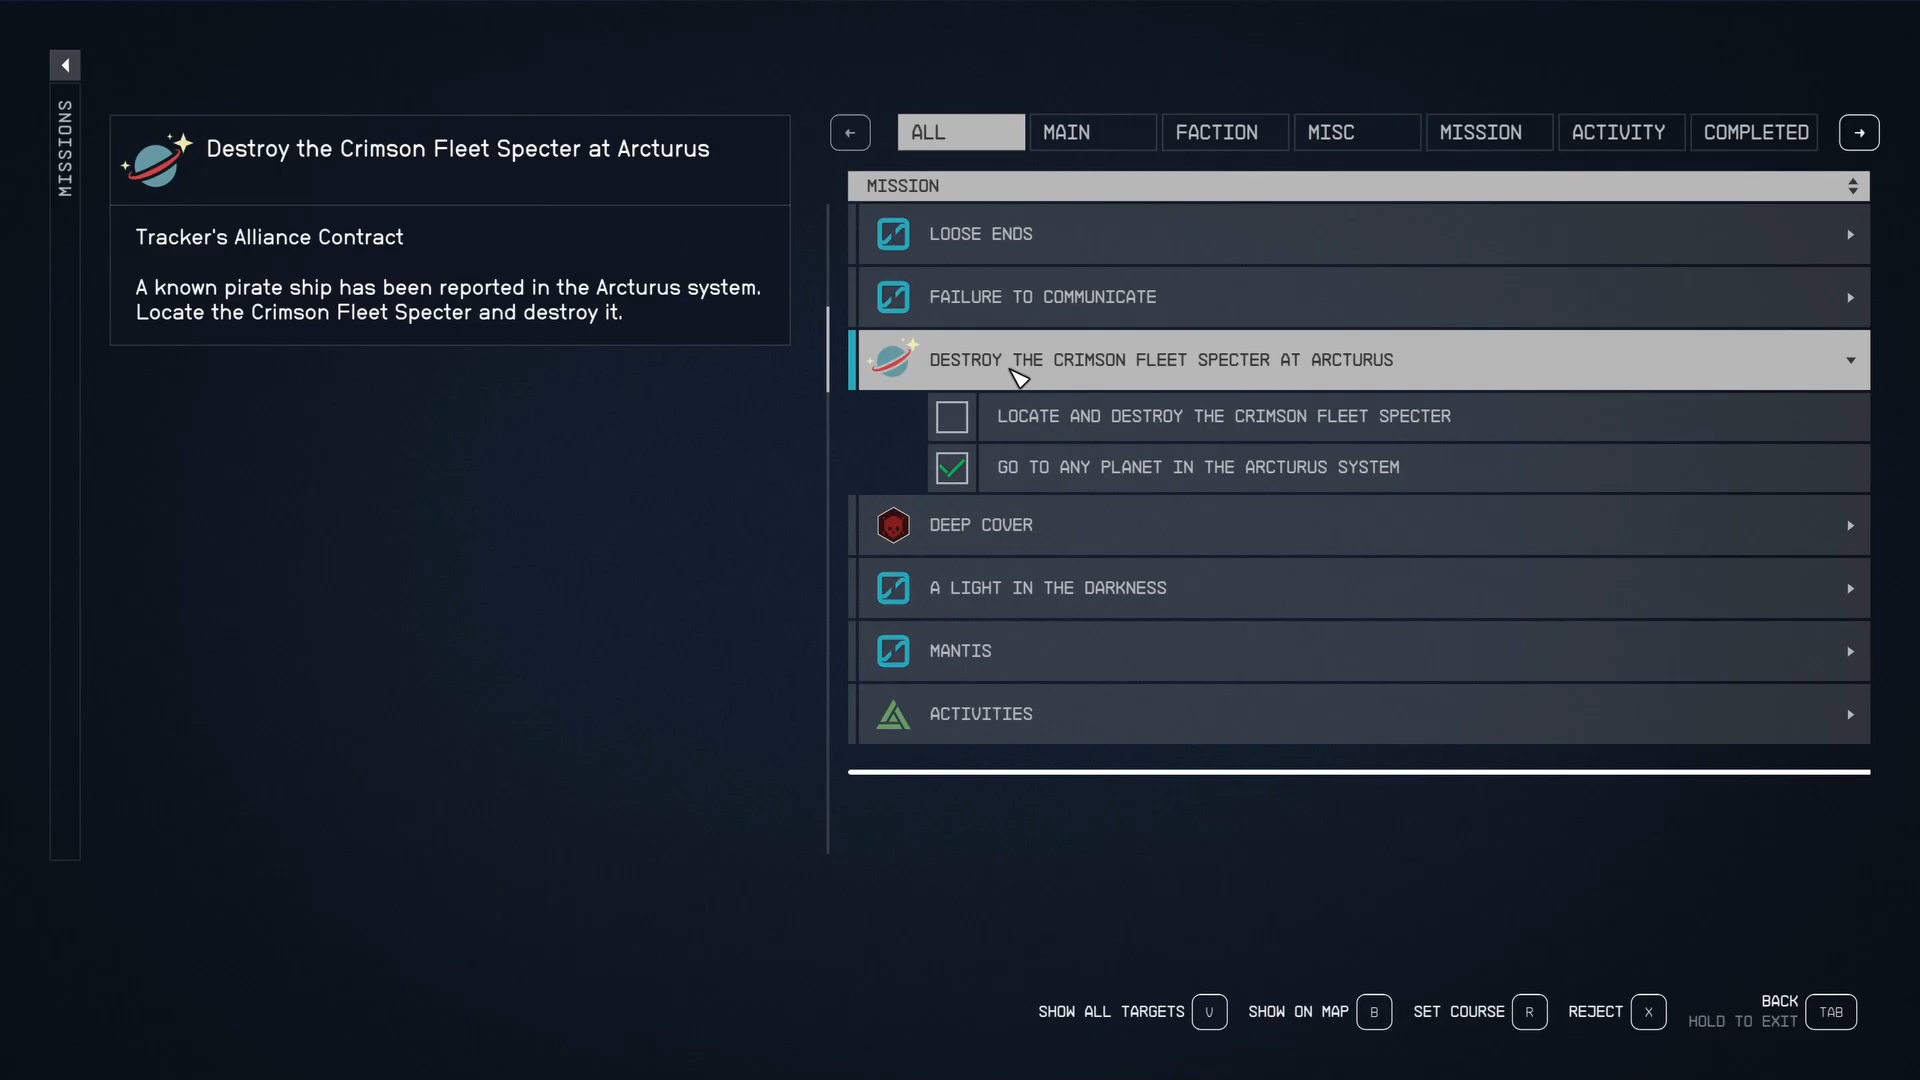 MISSIONS
Destroy the Crimson Fleet Specter at Arcturus
Tracker's Alliance Contract
A known pirate ship has been reported in the Arcturus system.
Locate the Crimson Fleet Specter and destroy it.
ALL
MAIN
FACTION
MISC
MISSION
ACTIVITY
COMPLETED
MISSION
LOOSE ENDS
FAILURE TO COMMUNICATE
DESTROY THE CRIMSON FLEET SPECTER AT ARCTURUS
LOCATE AND DESTROY THE CRIMSON FLEET SPECTER
GO TO ANY PLANET IN THE ARCTURUS SYSTEM
DEEP COVER
A LIGHT IN THE DARKNESS
MANTIS
ACTIVITIES
SHOW ALL TARGETS V
SHOW ON MAP B
SET COURSE R
REJECT X
BACK
HOLD TO EXIT
TAB